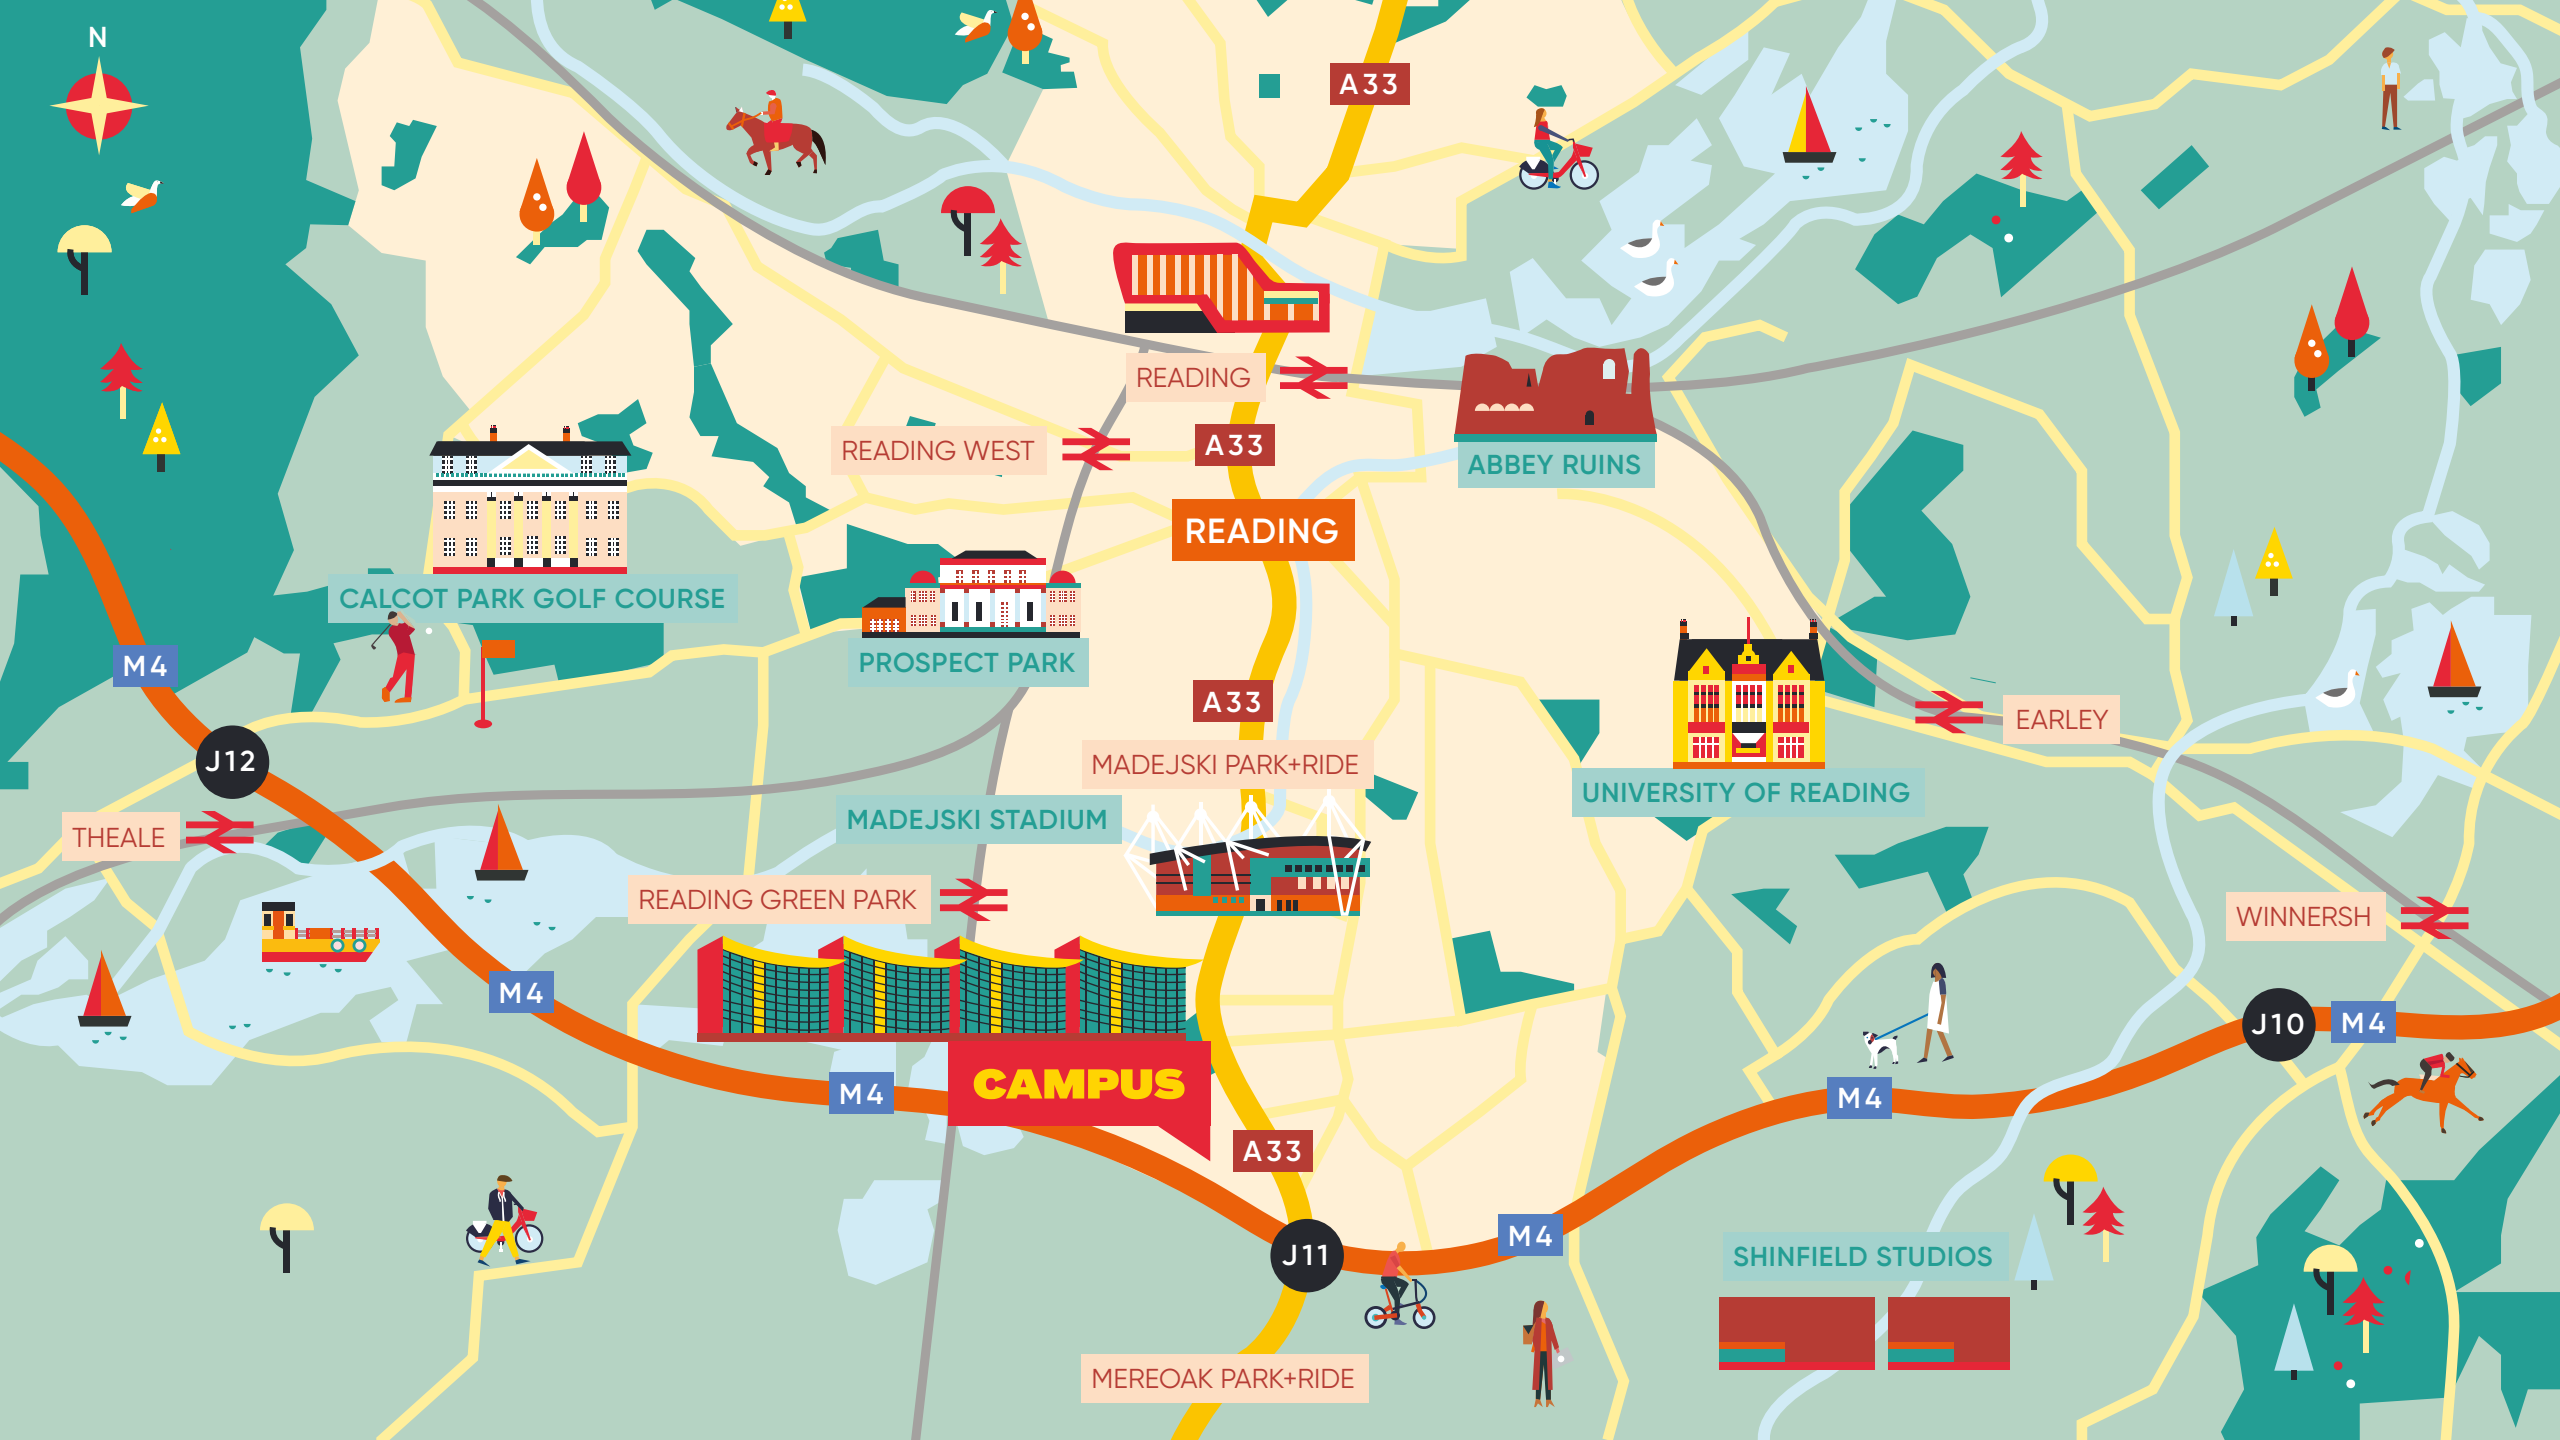 N
A33
READING
READING WEST
A33
ABBEY RUINS
READING
CALCOT PARK GOLF COURSE
PROSPECT PARK
M4
A33
EARLEY
J12
MADEJSKI PARK+RIDE
UNIVERSITY OF READING
THEALE
MADEJSKI STADIUM
READING GREEN PARK
WINNERSH
M4
J10
M4
CAMPUS
M4
M4
A33
M4
J11
SHINFIELD STUDIOS
MEREOAK PARK+RIDE